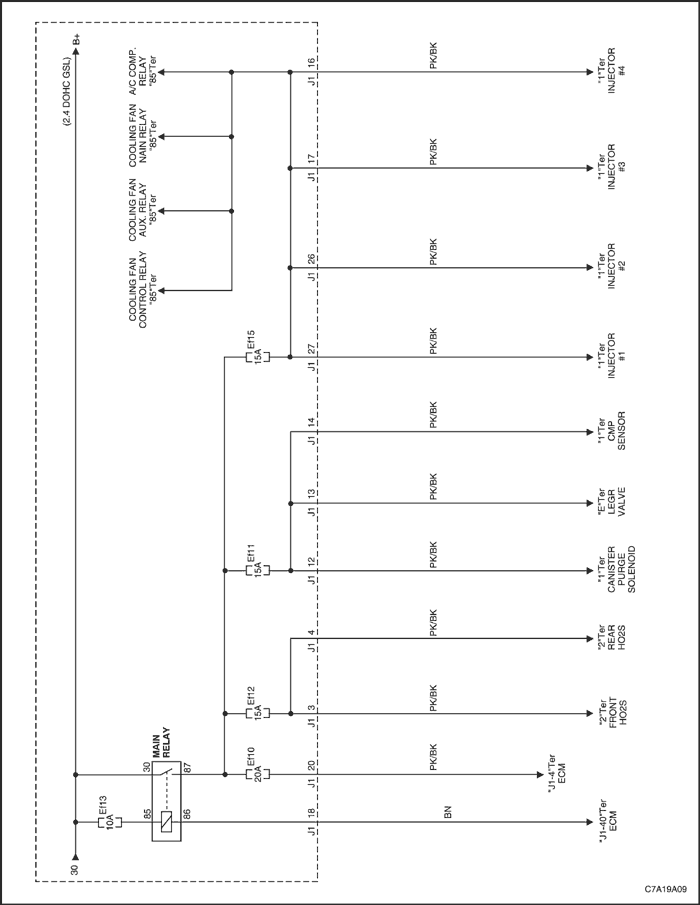 30
(2.4 DOHC GSL)
B+
Ef13
10A
MAIN
RELAY
85
30
86
87
COOLING FAN
CONTROL RELAY
"85"Ter
COOLING FAN
AUX. RELAY
"85"Ter
COOLING FAN
NAIN RELAY
"85"Ter
A/C COMP.
RELAY
"85"Ter
Ef10
20A
Ef12
15A
Ef11
15A
Ef15
15A
J1 18
J1 20
J1 3
J1 4
J1 12
J1 13
J1 14
J1 27
J1 26
J1 17
J1 16
BN
PK/BK
PK/BK
PK/BK
PK/BK
PK/BK
PK/BK
PK/BK
PK/BK
PK/BK
PK/BK
"J1-40"Ter
ECM
"J1-4"Ter
ECM
"2"Ter
FRONT
HO2S
"2"Ter
REAR
HO2S
"1"Ter
CANISTER
PURGE
SOLENOID
"E"Ter
LEGR
VALVE
"1"Ter
CMP
SENSOR
"1"Ter
INJECTOR
#1
"1"Ter
INJECTOR
#2
"1"Ter
INJECTOR
#3
"1"Ter
INJECTOR
#4
C7A19A09